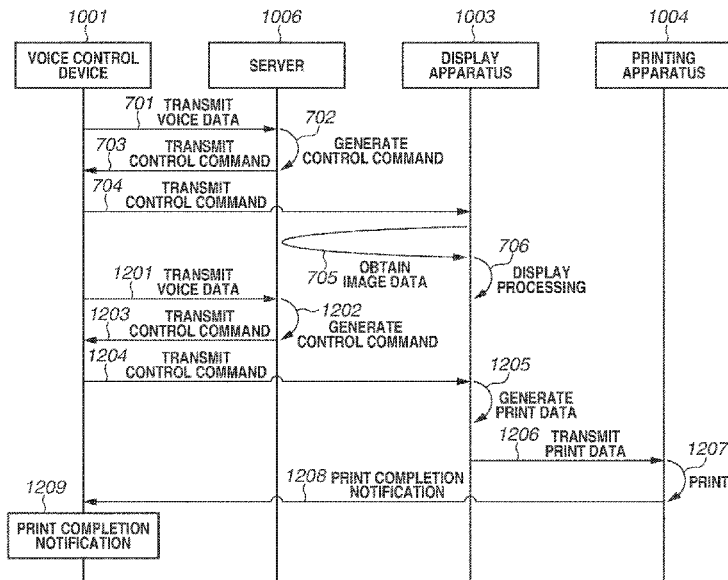 1001
1006
1003
1004
VOICE CONTROL
DEVICE
SERVER
DISPLAY
APPARATUS
PRINTING
APPARATUS
701
TRANSMIT
VOICE DATA
702
GENERATE
CONTROL COMMAND
703
TRANSMIT
CONTROL COMMAND
704
TRANSMIT
CONTROL COMMAND
705
OBTAIN
IMAGE DATA
706
DISPLAY
PROCESSING
1201
TRANSMIT
VOICE DATA
1202
GENERATE
CONTROL COMMAND
1203
TRANSMIT
CONTROL COMMAND
1204
TRANSMIT
CONTROL COMMAND
1205
GENERATE
PRINT DATA
1206
TRANSMIT
PRINT DATA
1207
PRINT
1208
PRINT COMPLETION
NOTIFICATION
1209
PRINT COMPLETION
NOTIFICATION